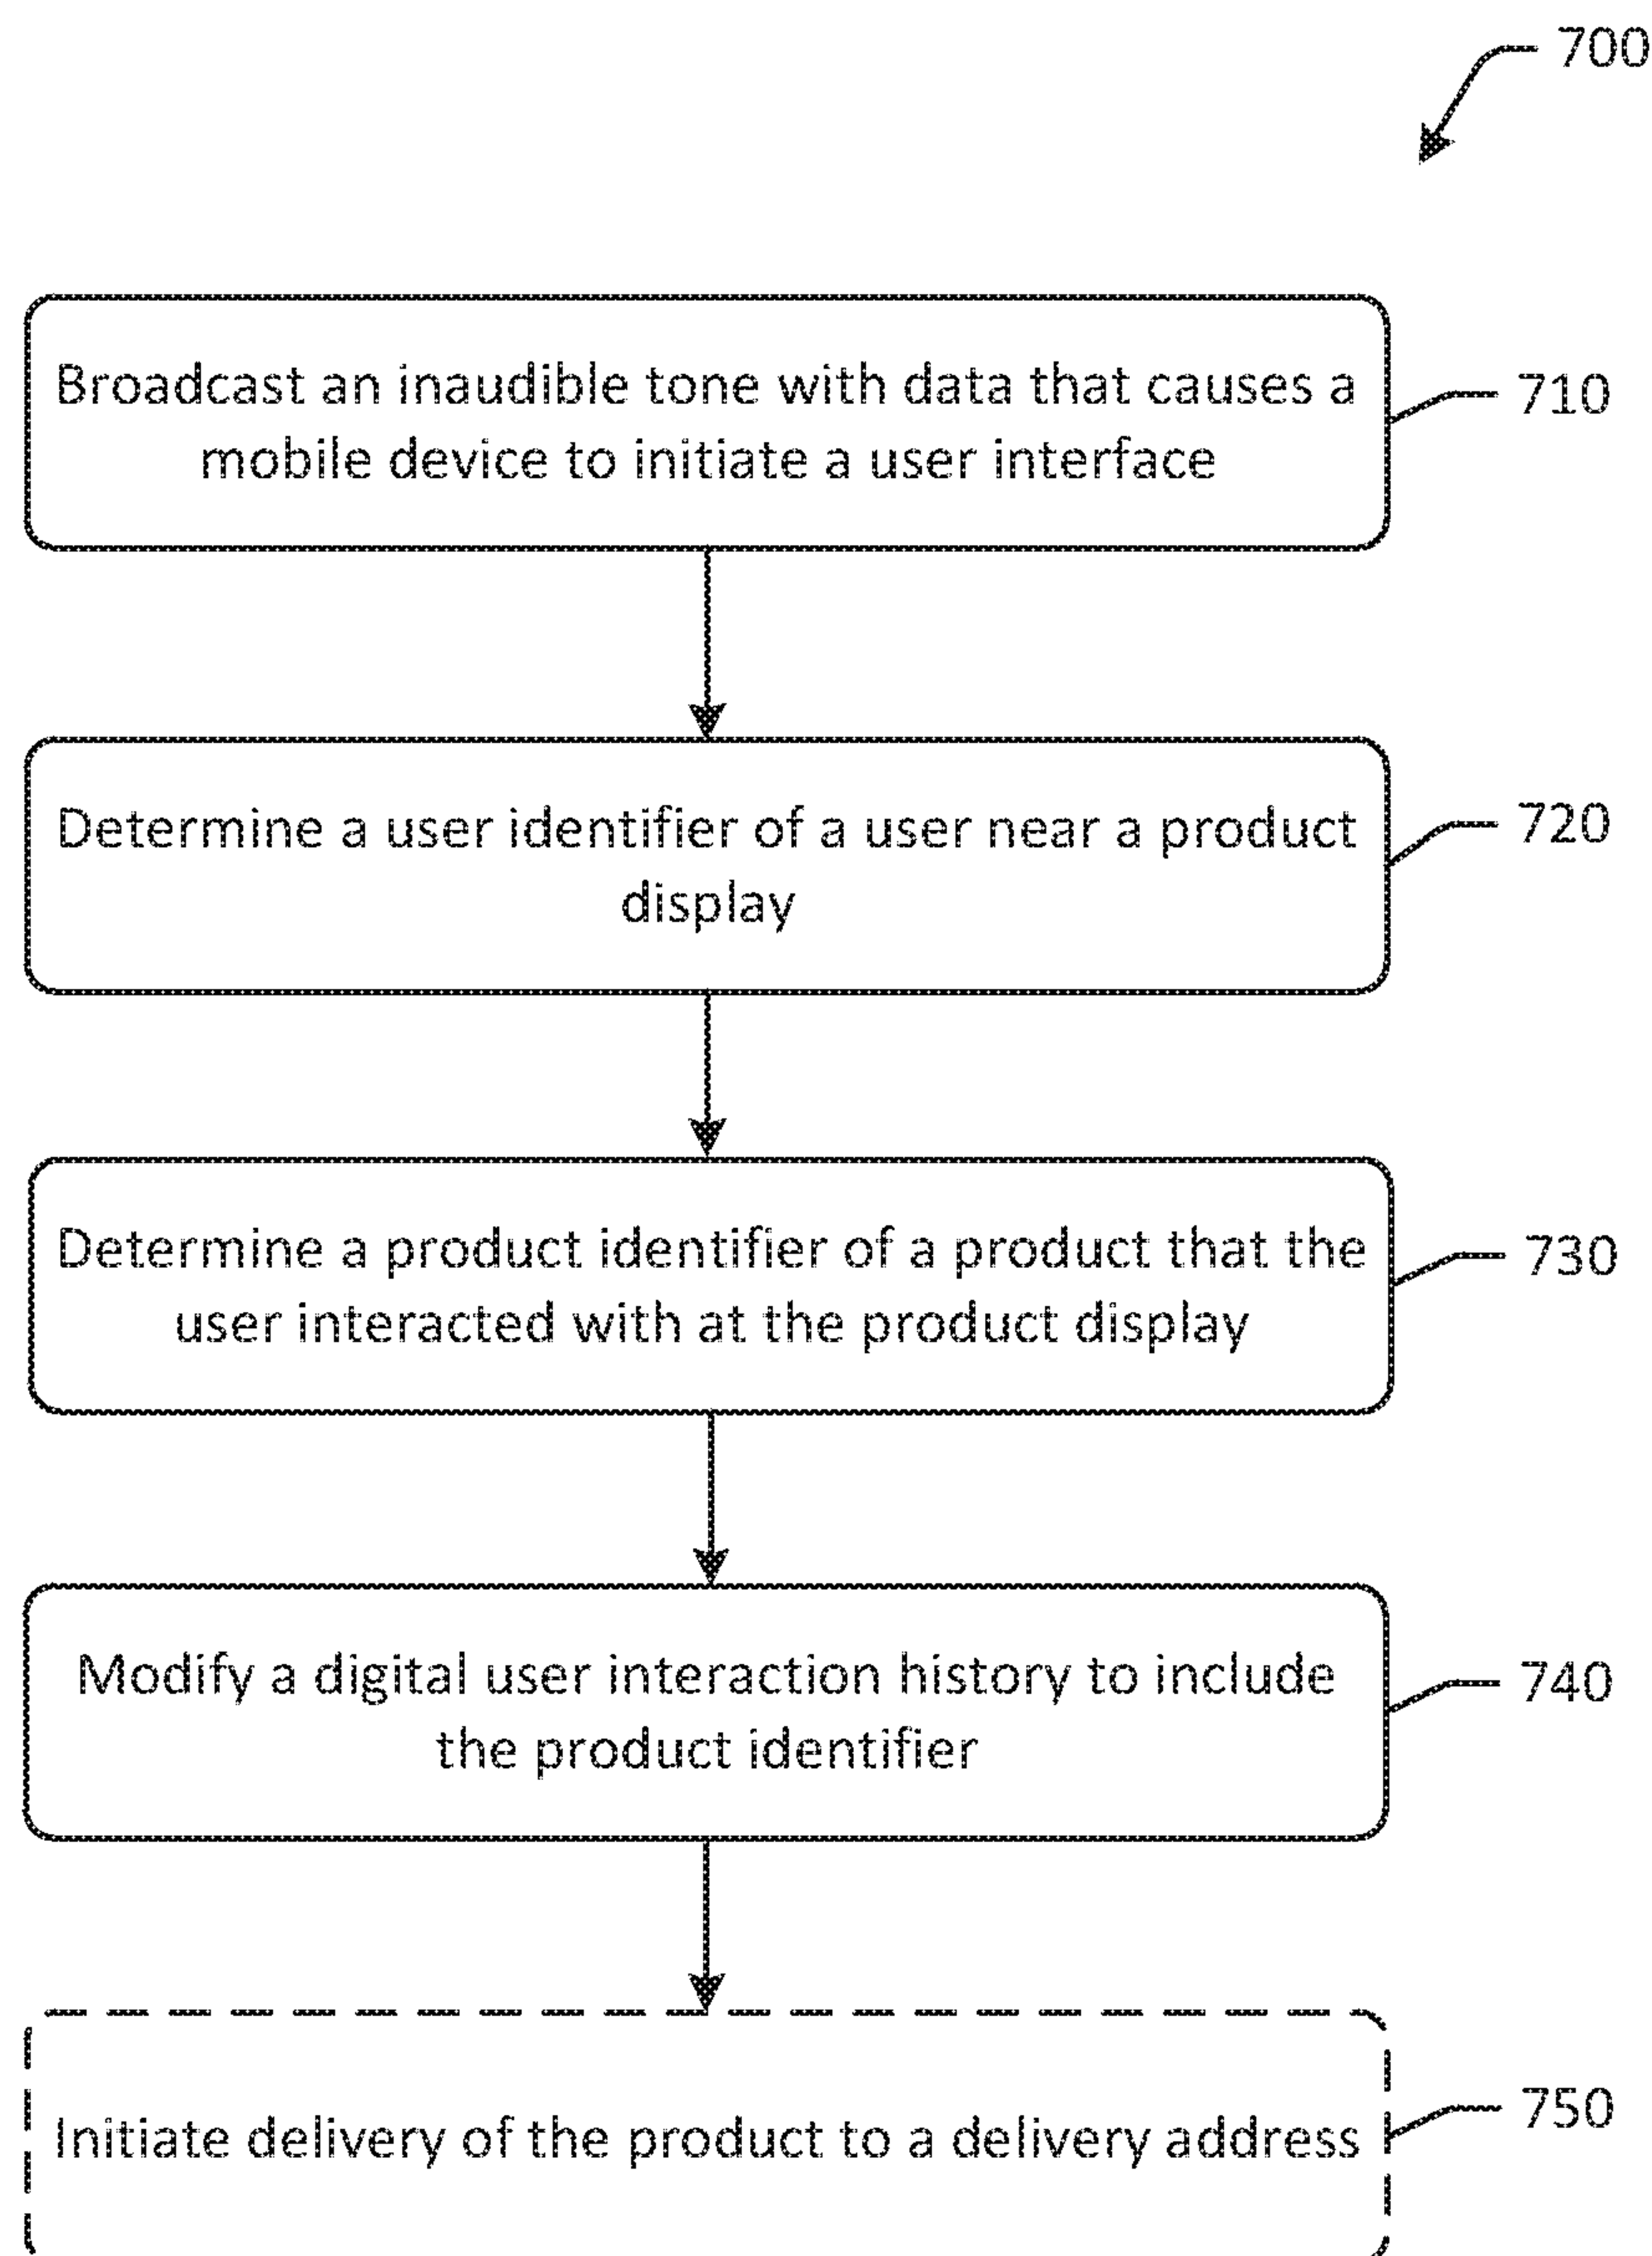 700
Broadcast an inaudible tone with data that causes a
mobile device to initiate a user interface
710
Determine a user identifier of a user near a product
display
720
Determine a product identifier of a product that the
user interacted with at the product display
730
Modify a digital user interaction history to include
the product identifier
740
Initiate delivery of the product to a delivery address
750